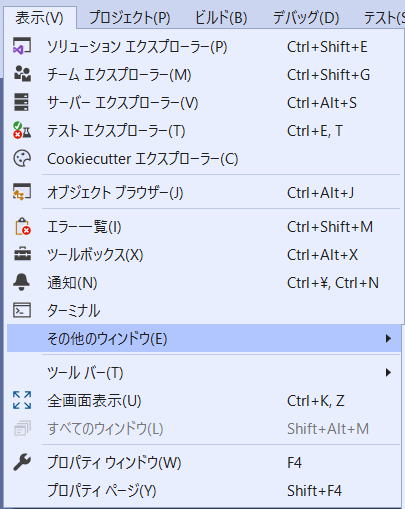 表示(V) プロジェクト(P) ビルド(B) デバッグ(D) テスト(S
ソリューション エクスプローラー(P) Ctrl+Shift+E
チーム エクスプローラー(M) Ctrl+Shift+G
サーバー エクスプローラー(V) Ctrl+Alt+S
テスト エクスプローラー(T) Ctrl+E, T
Cookiecutter エクスプローラー(C)
オブジェクト ブラウザー(J) Ctrl+Alt+J
エラー一覧(I) Ctrl+Shift+M
ツールボックス(X) Ctrl+Alt+X
通知(N) Ctrl+¥, Ctrl+N
ターミナル
その他のウィンドウ(E)
ツール バー(T)
全画面表示(U) Ctrl+K, Z
すべてのウィンドウ(L) Shift+Alt+M
プロパティ ウィンドウ(W) F4
プロパティ ページ(Y) Shift+F4